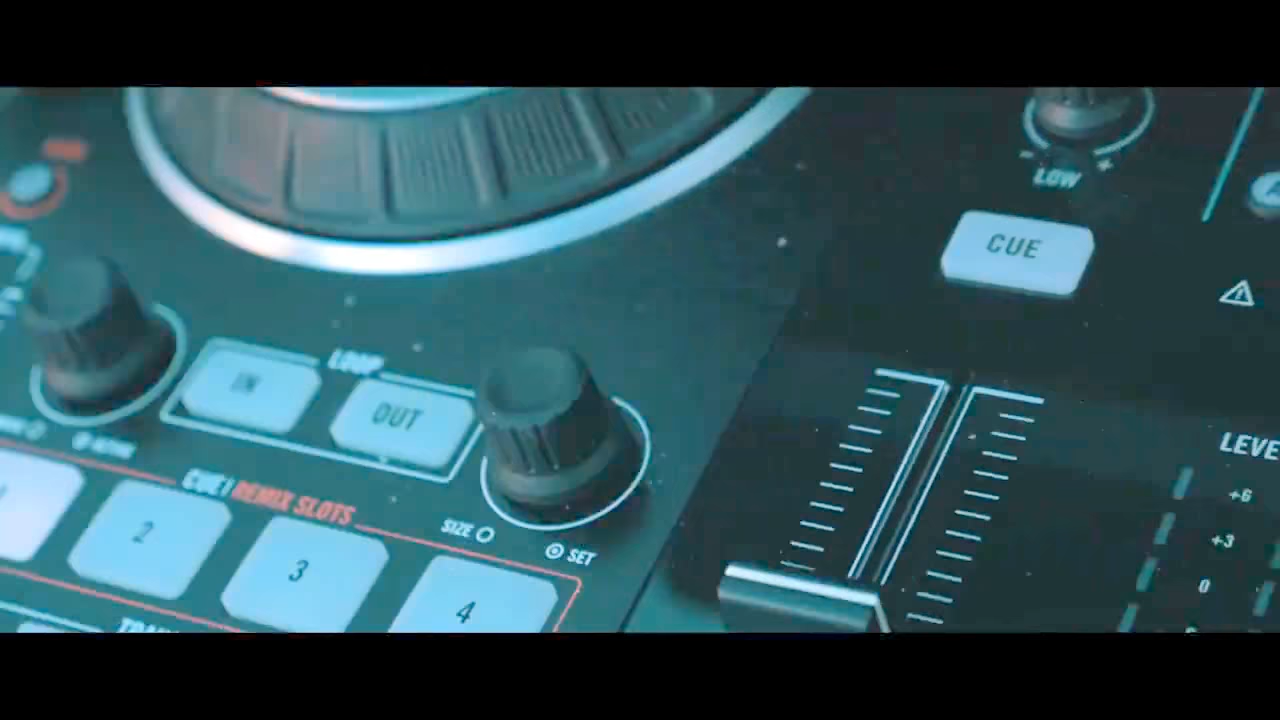 - +
LOW
CUE
LOOP
IN
OUT
LEVE
+6
+3
0
CUE/REMIX SLOTS
SIZE
SET
2
3
4